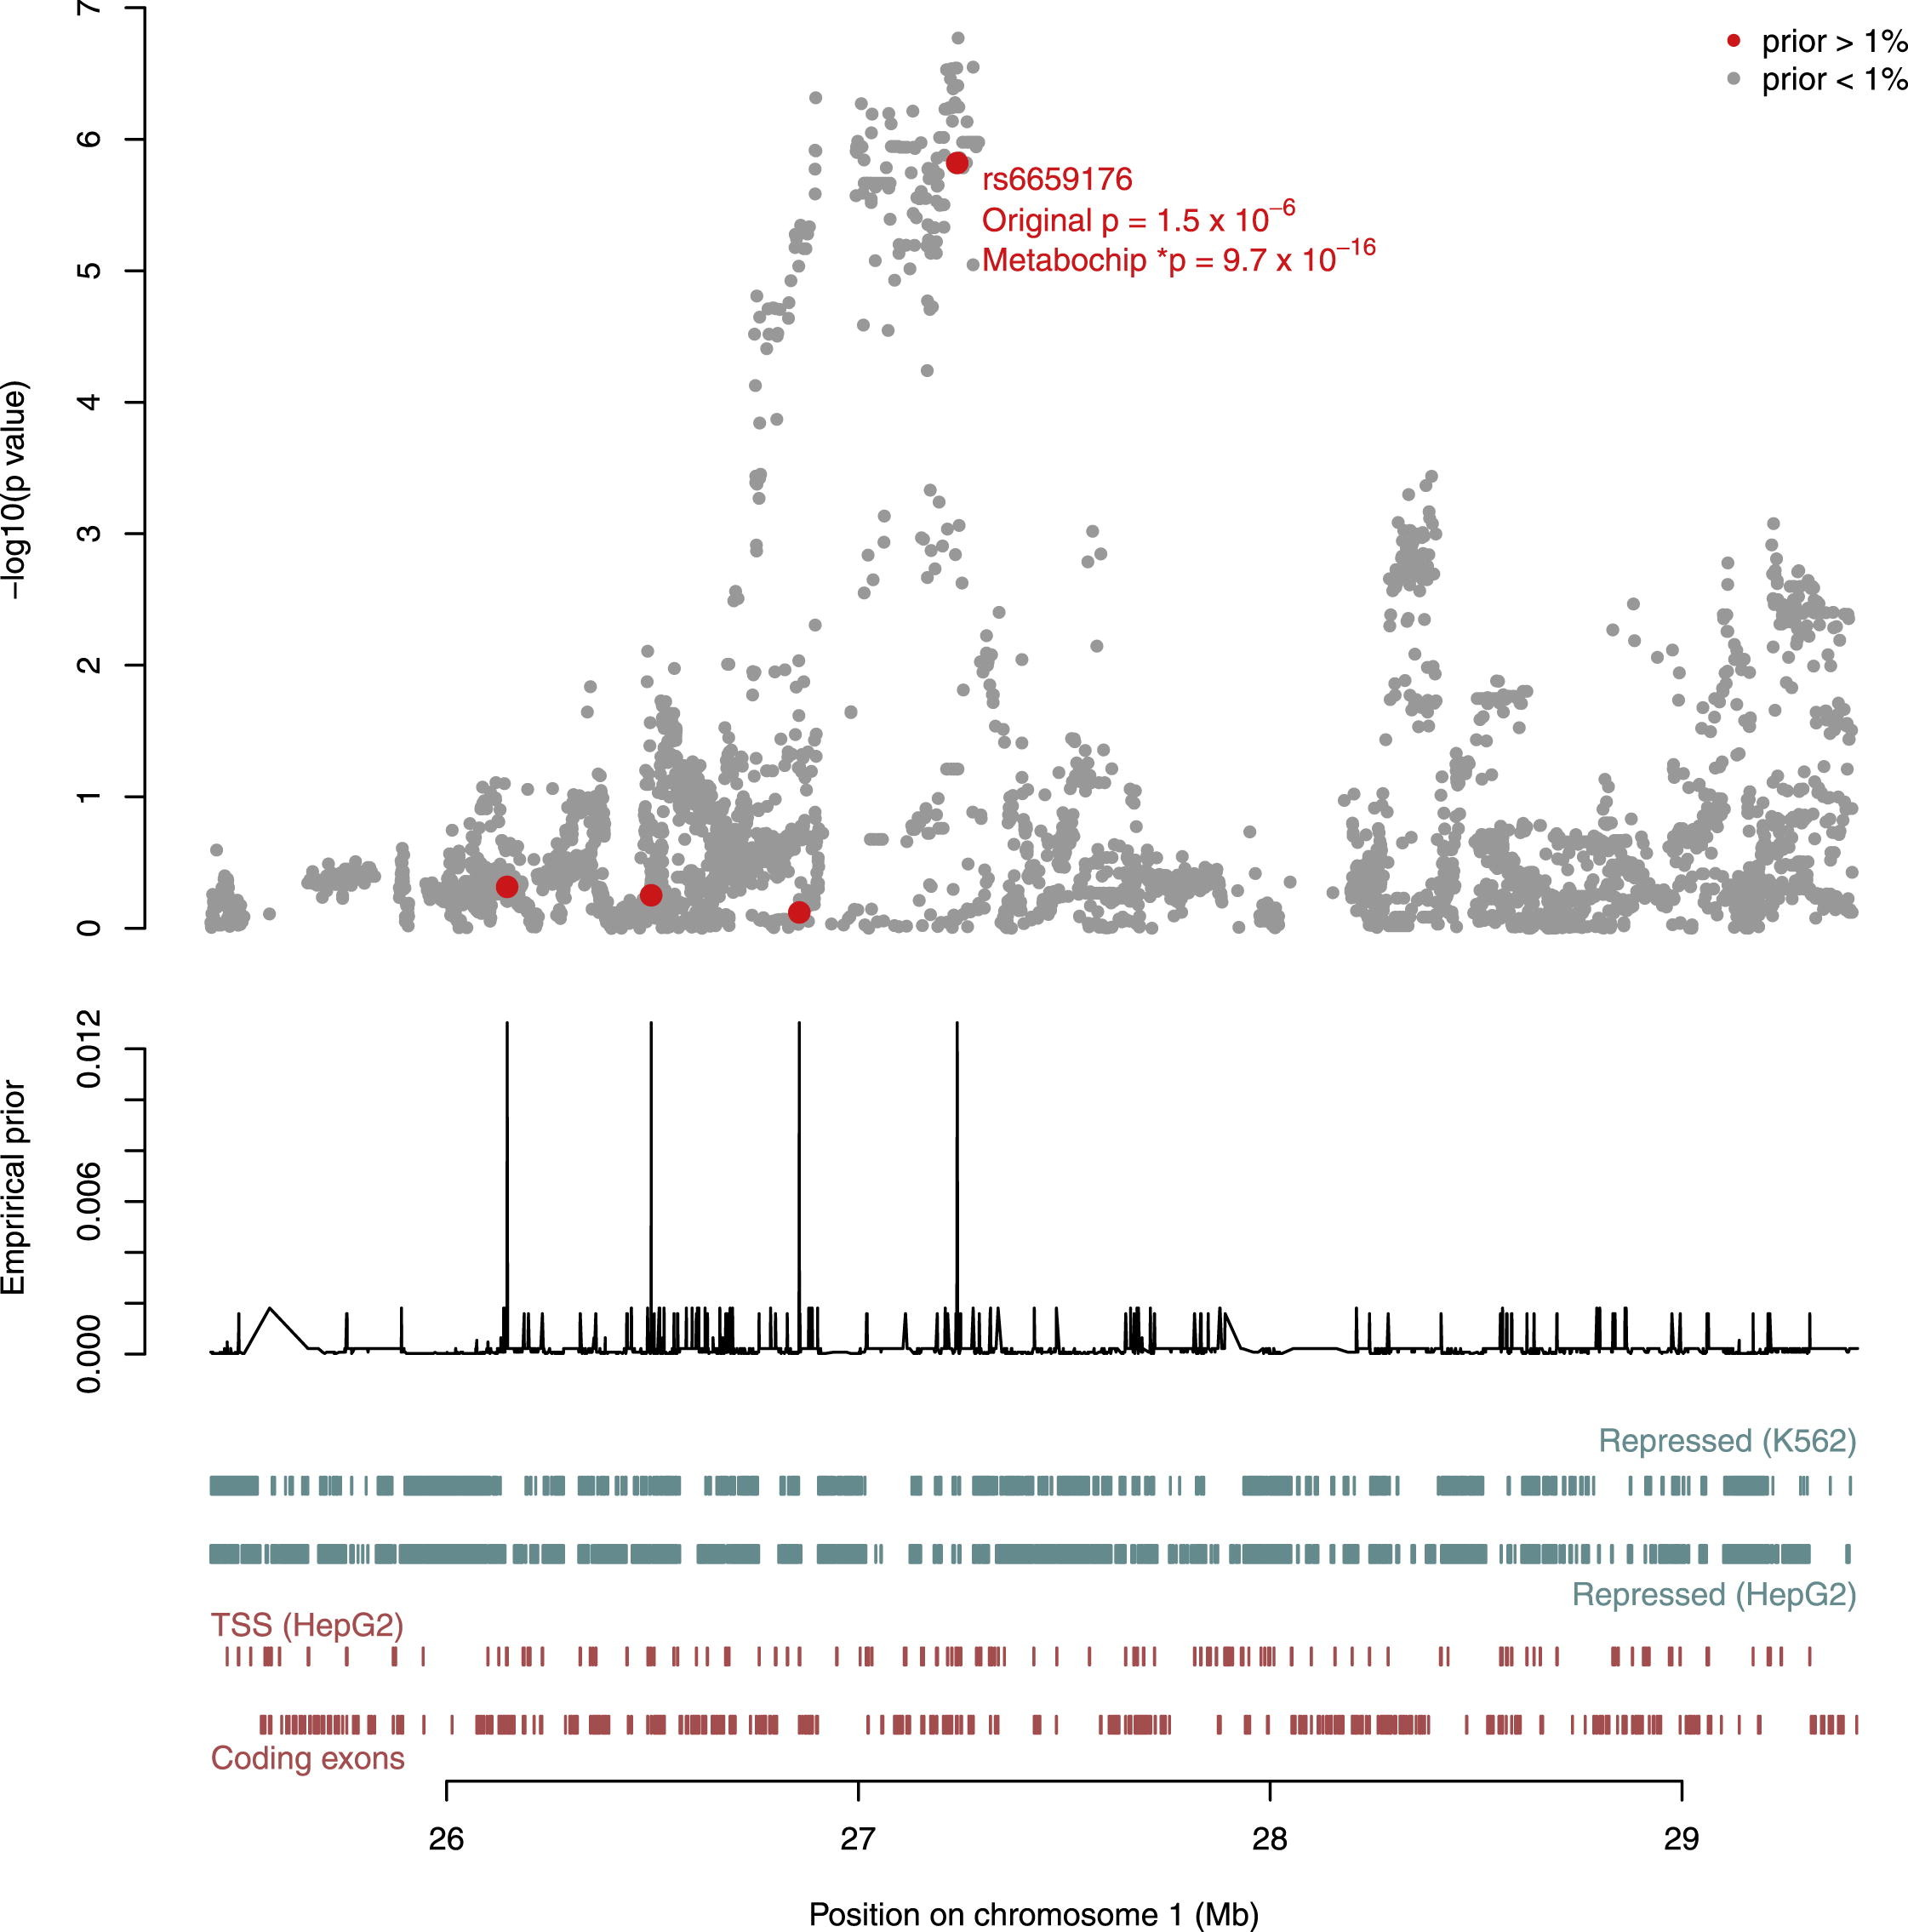 7
6
5
4
3
2
1
0
−log10(p value)
prior > 1%
prior < 1%
rs6659176
Original p = 1.5 x 10−6
Metabochip *p = 9.7 x 10−16
0.012
0.006
0.000
Emprirical prior
Repressed (K562)
Repressed (HepG2)
TSS (HepG2)
Coding exons
26 27 28 29
Position on chromosome 1 (Mb)